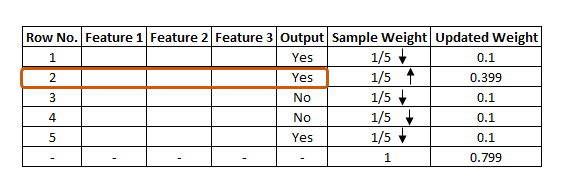 Row No. Feature 1 Feature 2 Feature 3 Output Sample Weight Updated Weight
1 Yes 1/5 0.1
2 Yes 1/5 0.399
3 No 1/5 0.1
4 No 1/5 0.1
5 Yes 1/5 0.1
- - - - - 1 0.799